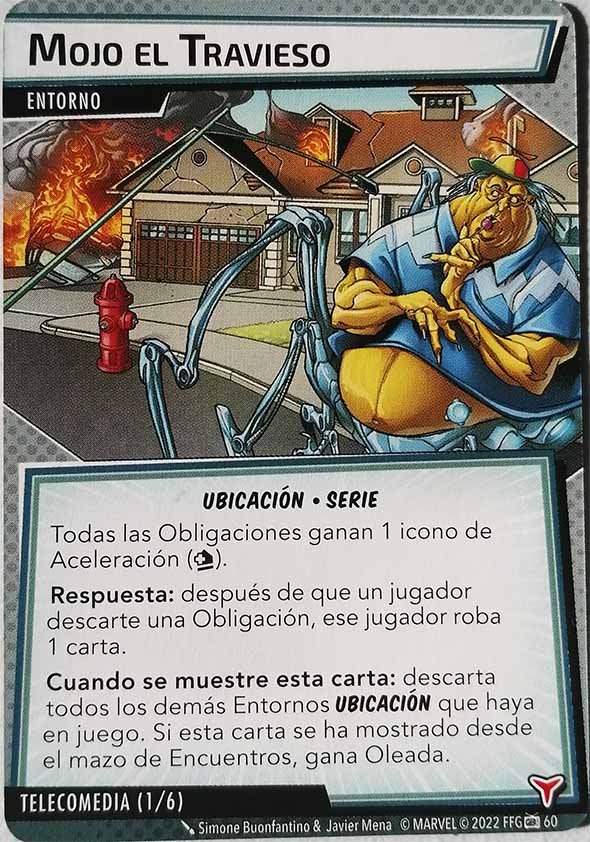 MOJO EL TRAVIESO
ENTORNO
UBICACIÓN • SERIE
Todas las Obligaciones ganan 1 icono de
Aceleración ().
Respuesta: después de que un jugador
descarte una Obligación, ese jugador roba
1 carta.
Cuando se muestre esta carta: descarta
todos los demás Entornos UBICACIÓN que haya
en juego. Si esta carta se ha mostrado desde
el mazo de Encuentros, gana Oleada.
TELECOMEDIA (1/6)
Simone Buonfantino & Javier Mena © MARVEL © 2022 FFG 60